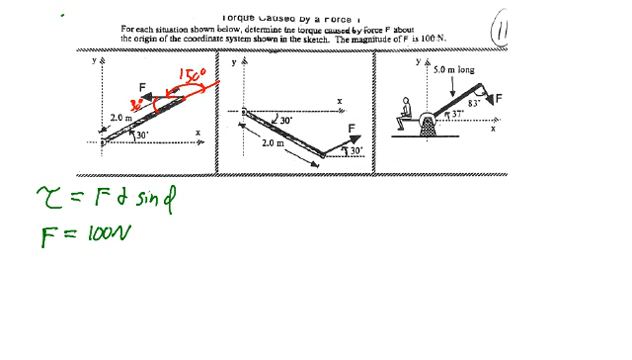 Torque Caused by a Force 1
For each situation shown below, determine the torque caused by force F about
the origin of the coordinate system shown in the sketch. The magnitude of F is 100 N.
11
y
F
150°
30°
2.0 m
30°
x
y
x
30°
F
2.0 m
30°
y
5.0 m long
83°
F
37°
x
τ = F d sin φ
F = 100N